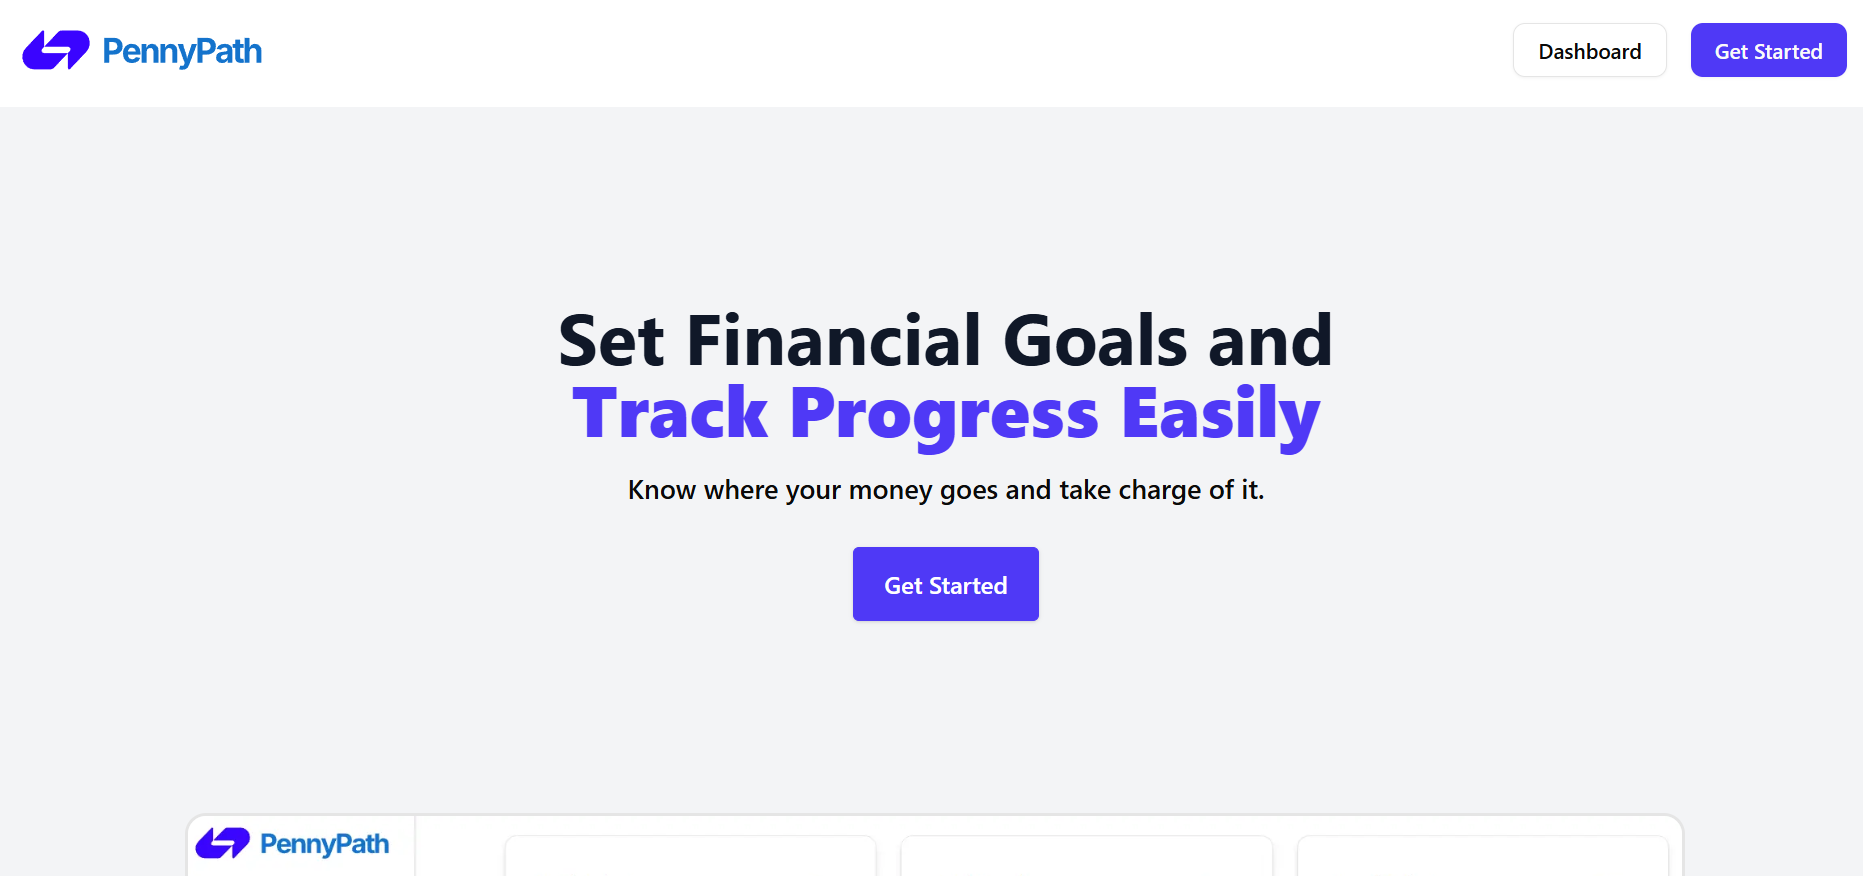 PennyPath
Dashboard
Get Started
Set Financial Goals and
Track Progress Easily
Know where your money goes and take charge of it.
Get Started
PennyPath